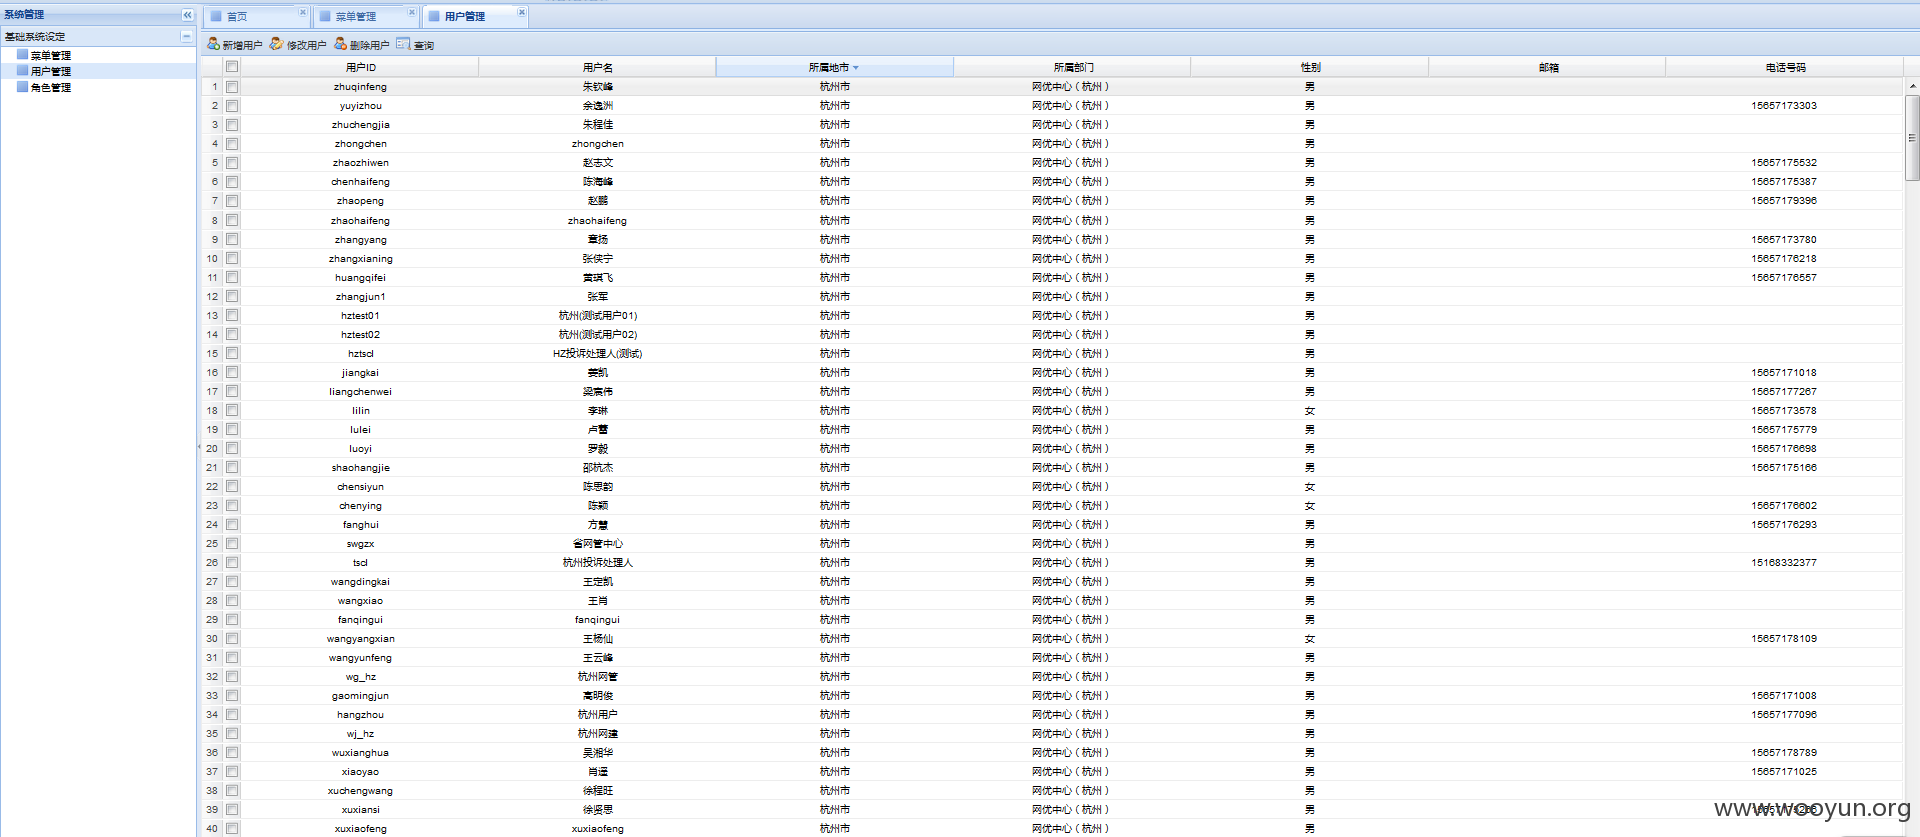 系统管理
首页
菜单管理
用户管理
基础系统设定
菜单管理
用户管理
角色管理
新增用户 修改用户 删除用户 查询
用户ID 用户名 所属地市 所属部门 性别 邮箱 电话号码
1 zhuqinfeng 朱钦峰 杭州市 网优中心（杭州） 男
2 yuyizhou 余逸洲 杭州市 网优中心（杭州） 男 15657173303
3 zhuchengjia 朱程佳 杭州市 网优中心（杭州） 男
4 zhongchen zhongchen 杭州市 网优中心（杭州） 男
5 zhaozhiwen 赵志文 杭州市 网优中心（杭州） 男 15657175532
6 chenhaifeng 陈海峰 杭州市 网优中心（杭州） 男 15657175387
7 zhaopeng 赵鹏 杭州市 网优中心（杭州） 男 15657179396
8 zhaohaifeng zhaohaifeng 杭州市 网优中心（杭州） 男
9 zhangyang 章扬 杭州市 网优中心（杭州） 男 15657173780
10 zhangxianing 张侠宁 杭州市 网优中心（杭州） 男 15657176218
11 huangqifei 黄琪飞 杭州市 网优中心（杭州） 男 15657176557
12 zhangjun1 张军 杭州市 网优中心（杭州） 男
13 hztest01 杭州(测试用户01) 杭州市 网优中心（杭州） 男
14 hztest02 杭州(测试用户02) 杭州市 网优中心（杭州） 男
15 hztscl HZ投诉处理人(测试) 杭州市 网优中心（杭州） 男
16 jiangkai 姜凯 杭州市 网优中心（杭州） 男 15657171018
17 liangchenwei 梁宸伟 杭州市 网优中心（杭州） 男 15657177267
18 lilin 李琳 杭州市 网优中心（杭州） 女 15657173578
19 lulei 卢蕾 杭州市 网优中心（杭州） 男 15657175779
20 luoyi 罗毅 杭州市 网优中心（杭州） 男 15657176698
21 shaohangjie 邵杭杰 杭州市 网优中心（杭州） 男 15657175166
22 chensiyun 陈思韵 杭州市 网优中心（杭州） 女
23 chenying 陈颖 杭州市 网优中心（杭州） 女 15657176602
24 fanghui 方慧 杭州市 网优中心（杭州） 男 15657176293
25 swgzx 省网管中心 杭州市 网优中心（杭州） 男
26 tscl 杭州投诉处理人 杭州市 网优中心（杭州） 男 15168332377
27 wangdingkai 王定凯 杭州市 网优中心（杭州） 男
28 wangxiao 王肖 杭州市 网优中心（杭州） 男
29 fanqingui fanqingui 杭州市 网优中心（杭州） 男
30 wangyangxian 王杨仙 杭州市 网优中心（杭州） 女 15657178109
31 wangyunfeng 王云峰 杭州市 网优中心（杭州） 男
32 wg_hz 杭州网管 杭州市 网优中心（杭州） 男
33 gaomingjun 高明俊 杭州市 网优中心（杭州） 男 15657171008
34 hangzhou 杭州用户 杭州市 网优中心（杭州） 男 15657177096
35 wj_hz 杭州网建 杭州市 网优中心（杭州） 男
36 wuxianghua 吴湘华 杭州市 网优中心（杭州） 男 15657178789
37 xiaoyao 肖遥 杭州市 网优中心（杭州） 男 15657171025
38 xuchengwang 徐程旺 杭州市 网优中心（杭州） 男
39 xuxiansi 徐贤思 杭州市 网优中心（杭州） 男
www.wooyun.org
40 xuxiaofeng xuxiaofeng 杭州市 网优中心（杭州） 男